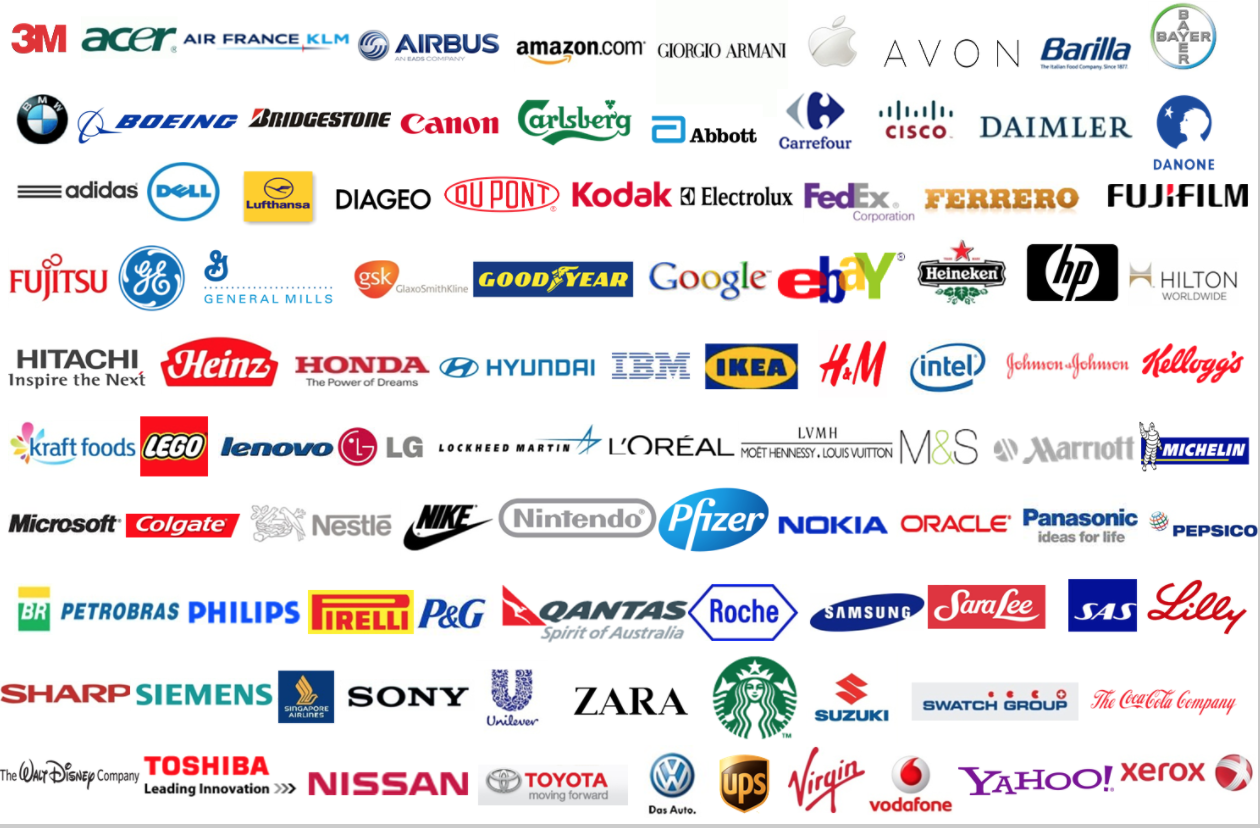 3M acer AIR FRANCE KLM AIRBUS amazon.com GIORGIO ARMANI AVON Barilla BAYER
AN EADS COMPANY
The Italian Food Company. Since 1877.
BAYER
BMW BOEING BRIDGESTONE Canon Carlsberg Abbott Carrefour CISCO DAIMLER DANONE
adidas DELL Lufthansa DIAGEO DU PONT Kodak Electrolux FedEx FERRERO FUJIFILM
Corporation
FUJITSU GE GENERAL MILLS gsk GlaxoSmithKline GOODYEAR Google ebay Heineken hp HILTON
WORLDWIDE
HITACHI Heinz HONDA HYUNDAI IBM IKEA H&M intel Johnson & Johnson Kellogg's
Inspire the Next
The Power of Dreams
kraft foods LEGO lenovo LG LOCKHEED MARTIN L'ORÉAL LVMH M&S Marriott MICHELIN
MOËT HENNESSY . LOUIS VUITTON
Microsoft Colgate Nestlé NIKE Nintendo Pfizer NOKIA ORACLE Panasonic PEPSICO
ideas for life
BR PETROBRAS PHILIPS PIRELLI P&G QANTAS Roche SAMSUNG Sara Lee SAS Lilly
Spirit of Australia
SHARP SIEMENS SINGAPORE AIRLINES SONY Unilever ZARA SUZUKI SWATCH GROUP The Coca-Cola Company
The WALT DISNEY Company TOSHIBA NISSAN TOYOTA ups Virgin vodafone YAHOO! xerox
Leading Innovation >>>
moving forward
Das Auto.